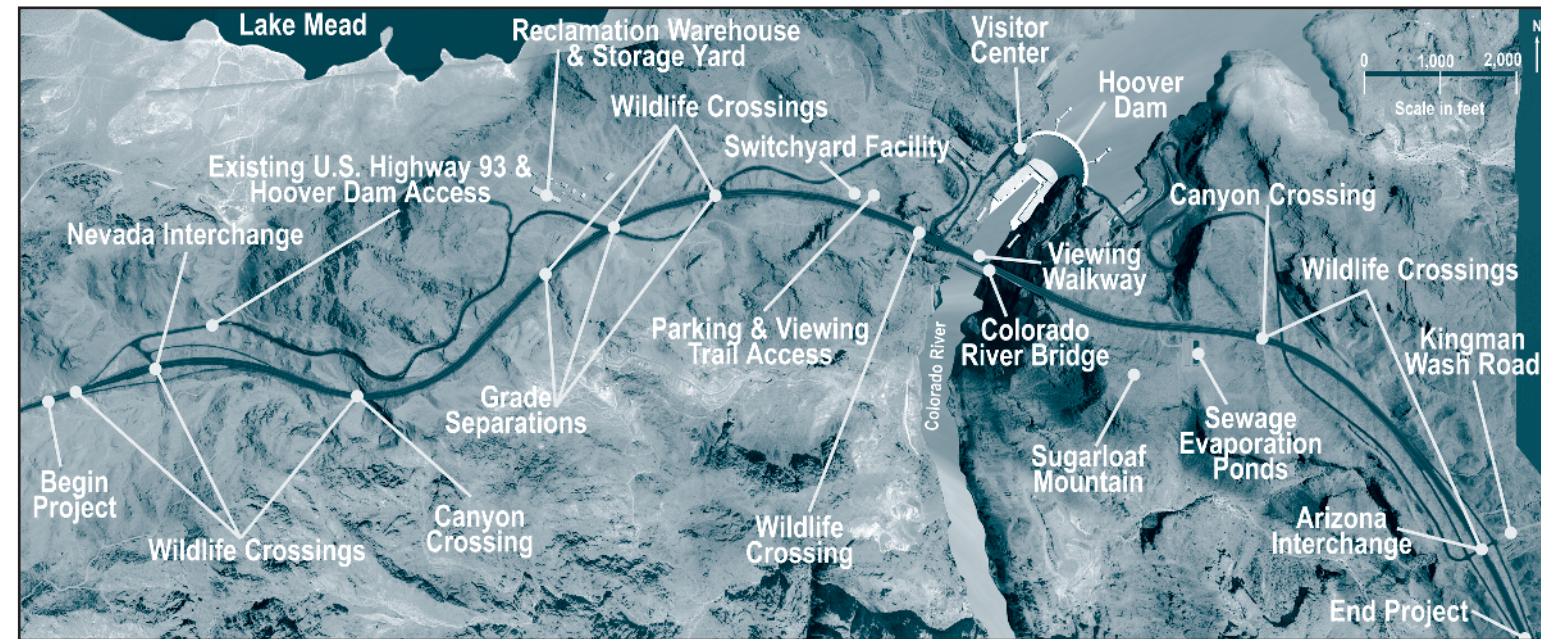 Lake Mead
Reclamation Warehouse
& Storage Yard
Visitor
Center
N
0 1,000 2,000
Scale in feet
Hoover
Dam
Wildlife Crossings
Switchyard Facility
Existing U.S. Highway 93 &
Hoover Dam Access
Canyon Crossing
Nevada Interchange
Viewing
Walkway
Wildlife Crossings
Parking & Viewing
Trail Access
Colorado
River Bridge
Kingman
Wash Road
Colorado River
Grade
Separations
Sewage
Evaporation
Ponds
Sugarloaf
Mountain
Begin
Project
Canyon
Crossing
Wildlife
Crossing
Arizona
Interchange
Wildlife Crossings
End Project